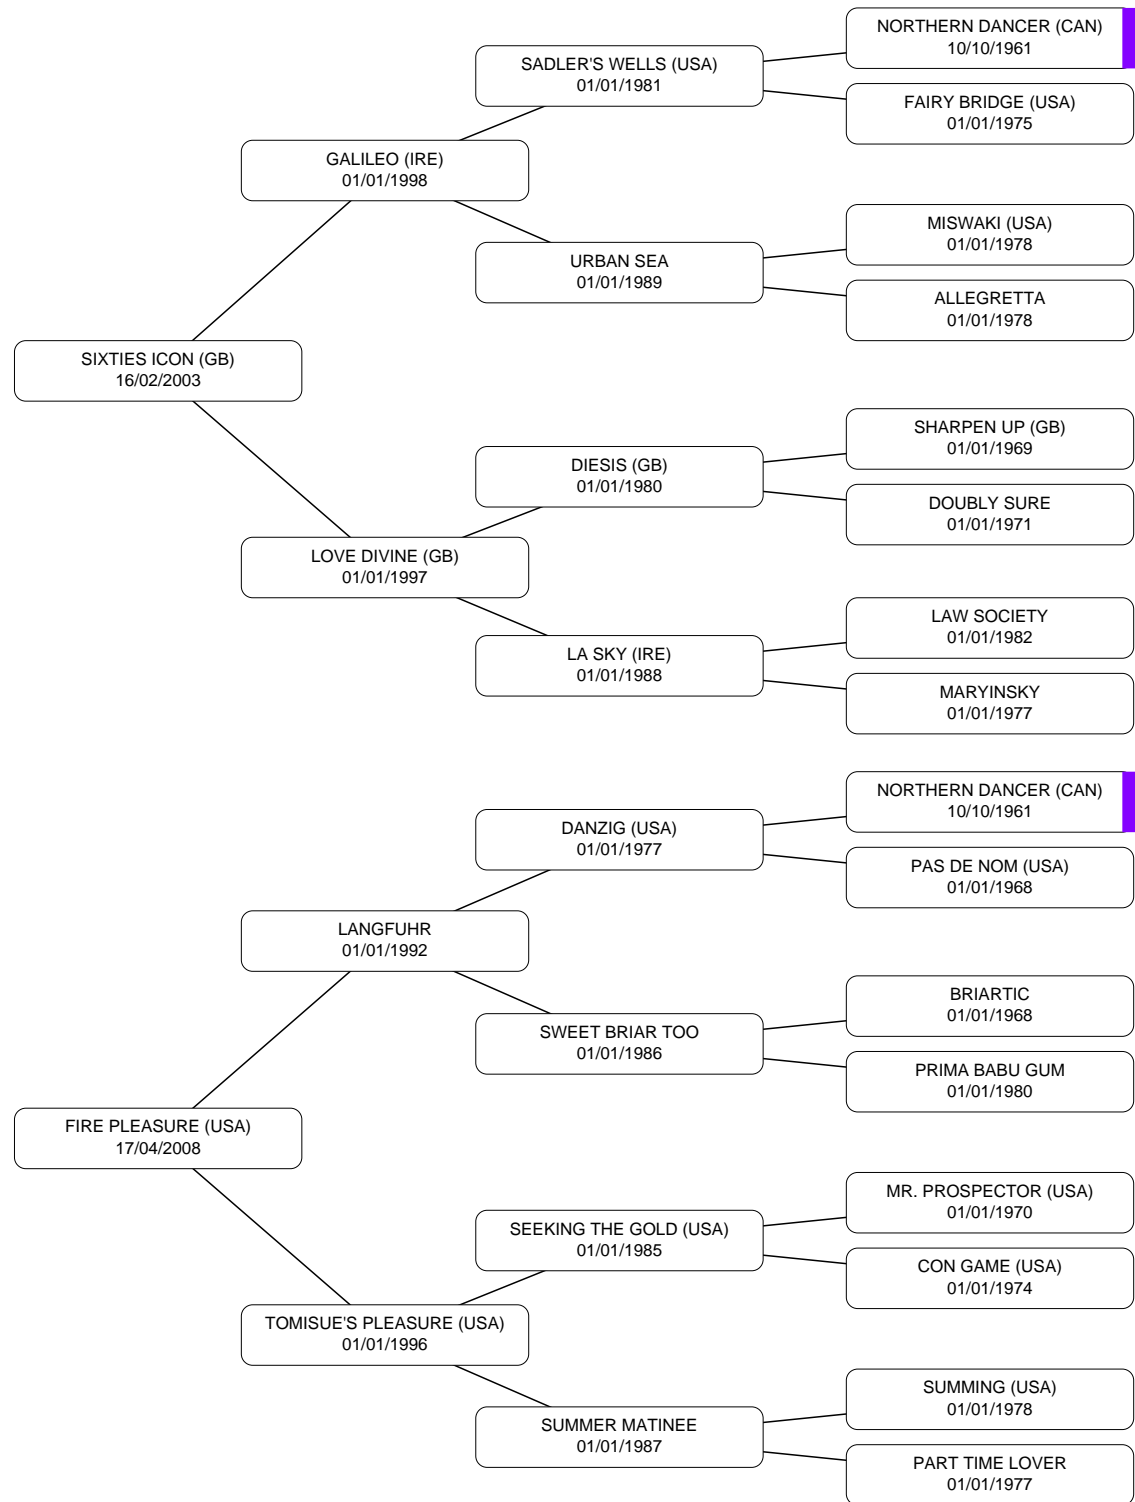 NORTHERN DANCER (CAN)
10/10/1961
SADLER'S WELLS (USA)
01/01/1981
FAIRY BRIDGE (USA)
01/01/1975
GALILEO (IRE)
01/01/1998
MISWAKI (USA)
01/01/1978
URBAN SEA
01/01/1989
ALLEGRETTA
01/01/1978
SIXTIES ICON (GB)
16/02/2003
SHARPEN UP (GB)
01/01/1969
DIESIS (GB)
01/01/1980
DOUBLY SURE
01/01/1971
LOVE DIVINE (GB)
01/01/1997
LAW SOCIETY
01/01/1982
LA SKY (IRE)
01/01/1988
MARYINSKY
01/01/1977
NORTHERN DANCER (CAN)
10/10/1961
DANZIG (USA)
01/01/1977
PAS DE NOM (USA)
01/01/1968
LANGFUHR
01/01/1992
BRIARTIC
01/01/1968
SWEET BRIAR TOO
01/01/1986
PRIMA BABU GUM
01/01/1980
FIRE PLEASURE (USA)
17/04/2008
MR. PROSPECTOR (USA)
01/01/1970
SEEKING THE GOLD (USA)
01/01/1985
CON GAME (USA)
01/01/1974
TOMISUE'S PLEASURE (USA)
01/01/1996
SUMMING (USA)
01/01/1978
SUMMER MATINEE
01/01/1987
PART TIME LOVER
01/01/1977